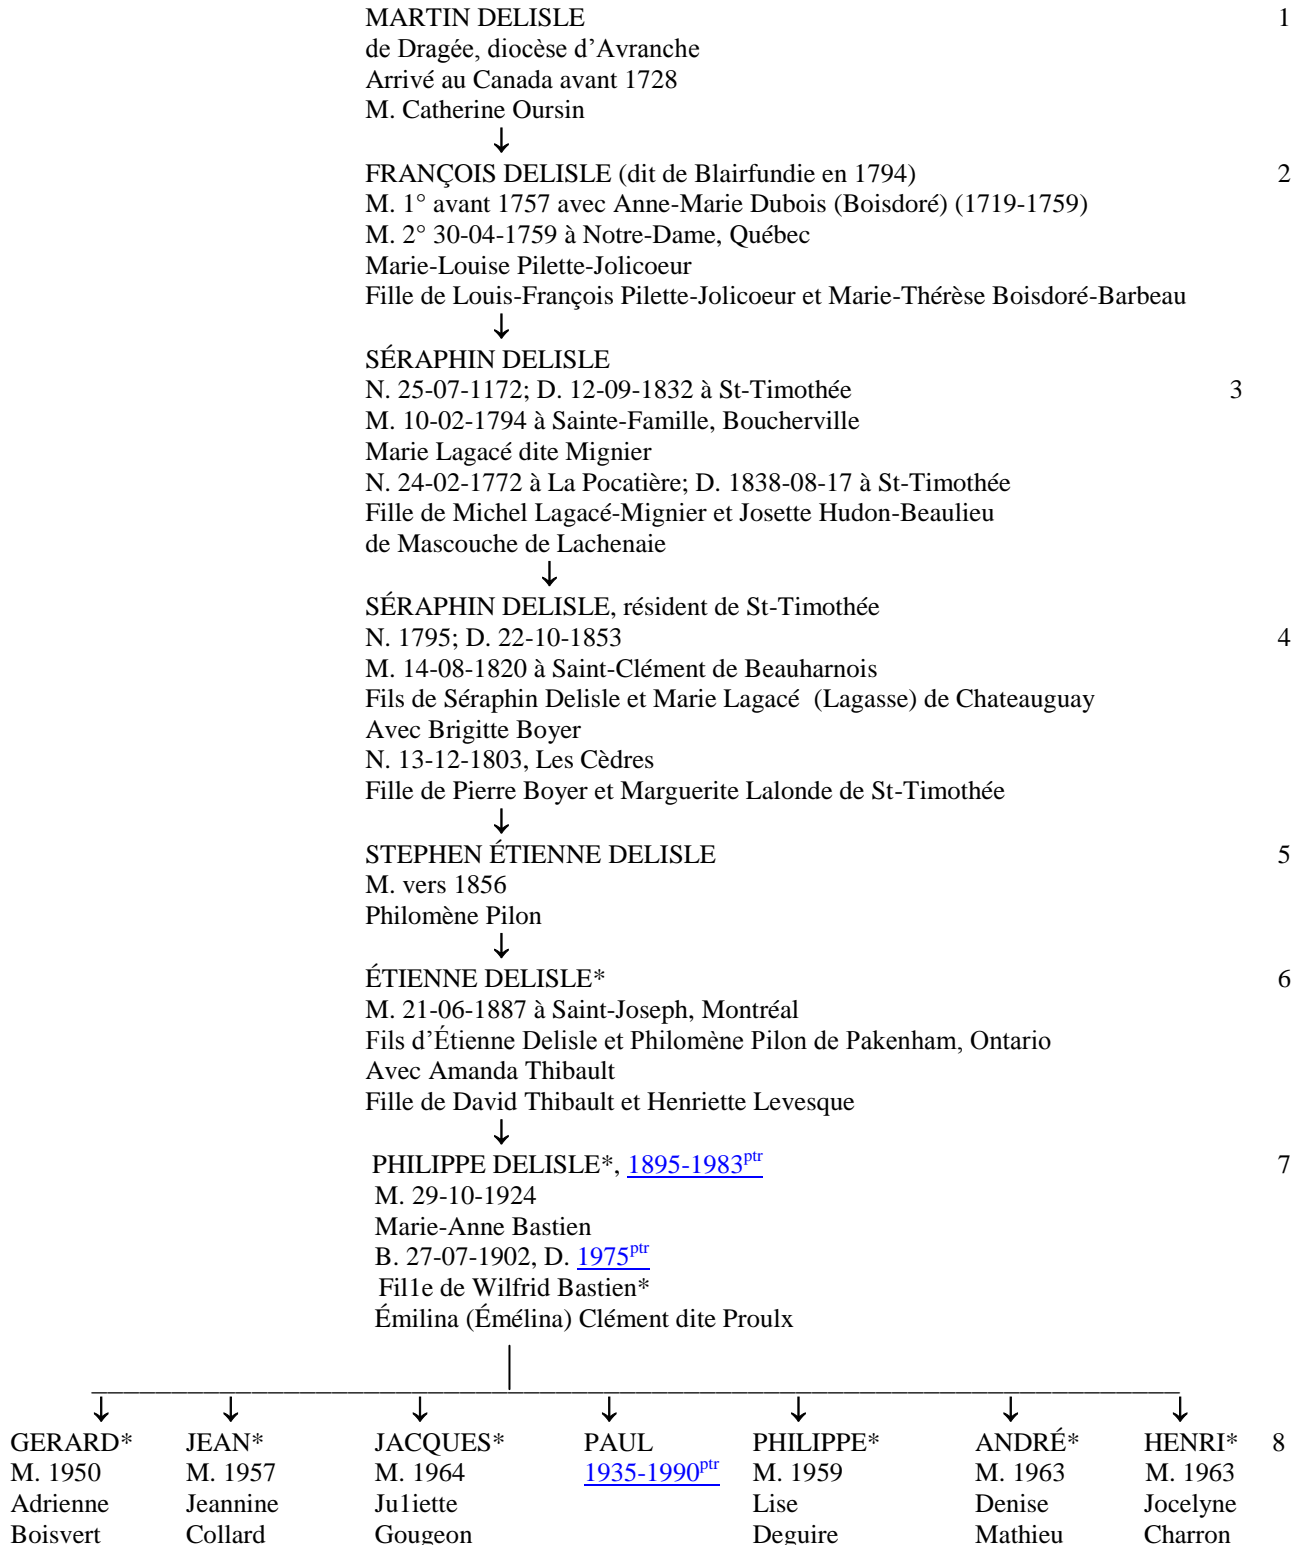 MARTIN DELISLE 1
de Dragée, diocèse d’Avranche
Arrivé au Canada avant 1728
M. Catherine Oursin
FRANÇOIS DELISLE (dit de Blairfundie en 1794) 2
M. 1° avant 1757 avec Anne-Marie Dubois (Boisdoré) (1719-1759)
M. 2° 30-04-1759 à Notre-Dame, Québec
Marie-Louise Pilette-Jolicoeur
Fille de Louis-François Pilette-Jolicoeur et Marie-Thérèse Boisdoré-Barbeau
SÉRAPHIN DELISLE
N. 25-07-1172; D. 12-09-1832 à St-Timothée 3
M. 10-02-1794 à Sainte-Famille, Boucherville
Marie Lagacé dite Mignier
N. 24-02-1772 à La Pocatière; D. 1838-08-17 à St-Timothée
Fille de Michel Lagacé-Mignier et Josette Hudon-Beaulieu
de Mascouche de Lachenaie
SÉRAPHIN DELISLE, résident de St-Timothée
N. 1795; D. 22-10-1853 4
M. 14-08-1820 à Saint-Clément de Beauharnois
Fils de Séraphin Delisle et Marie Lagacé (Lagasse) de Chateauguay
Avec Brigitte Boyer
N. 13-12-1803, Les Cèdres
Fille de Pierre Boyer et Marguerite Lalonde de St-Timothée
STEPHEN ÉTIENNE DELISLE 5
M. vers 1856
Philomène Pilon
ÉTIENNE DELISLE* 6
M. 21-06-1887 à Saint-Joseph, Montréal
Fils d’Étienne Delisle et Philomène Pilon de Pakenham, Ontario
Avec Amanda Thibault
Fille de David Thibault et Henriette Levesque
PHILIPPE DELISLE*, 1895-1983ptr 7
M. 29-10-1924
Marie-Anne Bastien
B. 27-07-1902, D. 1975ptr
Fil1e de Wilfrid Bastien*
Émilina (Émélina) Clément dite Proulx
GERARD* JEAN* JACQUES* PAUL PHILIPPE* ANDRÉ* HENRI* 8
M. 1950 M. 1957 M. 1964 1935-1990ptr M. 1959 M. 1963 M. 1963
Adrienne Jeannine Ju1iette Lise Denise Jocelyne
Boisvert Collard Gougeon Deguire Mathieu Charron